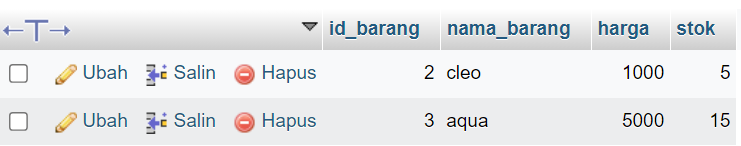 id_barang nama_barang harga stok
Ubah Salin Hapus 2 cleo 1000 5
Ubah Salin Hapus 3 aqua 5000 15